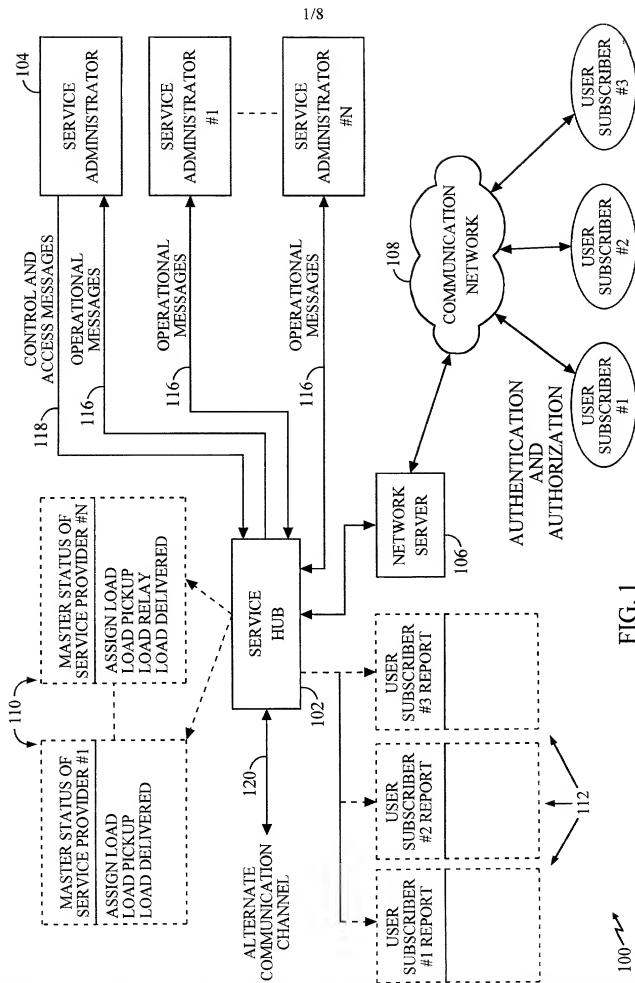 1/8
104
SERVICE
ADMINISTRATOR
SERVICE
ADMINISTRATOR
#1
SERVICE
ADMINISTRATOR
#N
CONTROL AND
ACCESS MESSAGES
118
OPERATIONAL
MESSAGES
116
OPERATIONAL
MESSAGES
116
OPERATIONAL
MESSAGES
116
110
MASTER STATUS OF
SERVICE PROVIDER #1
ASSIGN LOAD
LOAD PICKUP
LOAD DELIVERED
MASTER STATUS OF
SERVICE PROVIDER #N
ASSIGN LOAD
LOAD PICKUP
LOAD RELAY
LOAD DELIVERED
SERVICE
HUB
102
120
ALTERNATE
COMMUNICATION
CHANNEL
NETWORK
SERVER
106
108
COMMUNICATION
NETWORK
AUTHENTICATION
AND
AUTHORIZATION
USER
SUBSCRIBER
#1
USER
SUBSCRIBER
#2
USER
SUBSCRIBER
#3
USER
SUBSCRIBER
#1 REPORT
USER
SUBSCRIBER
#2 REPORT
USER
SUBSCRIBER
#3 REPORT
112
100
FIG. 1